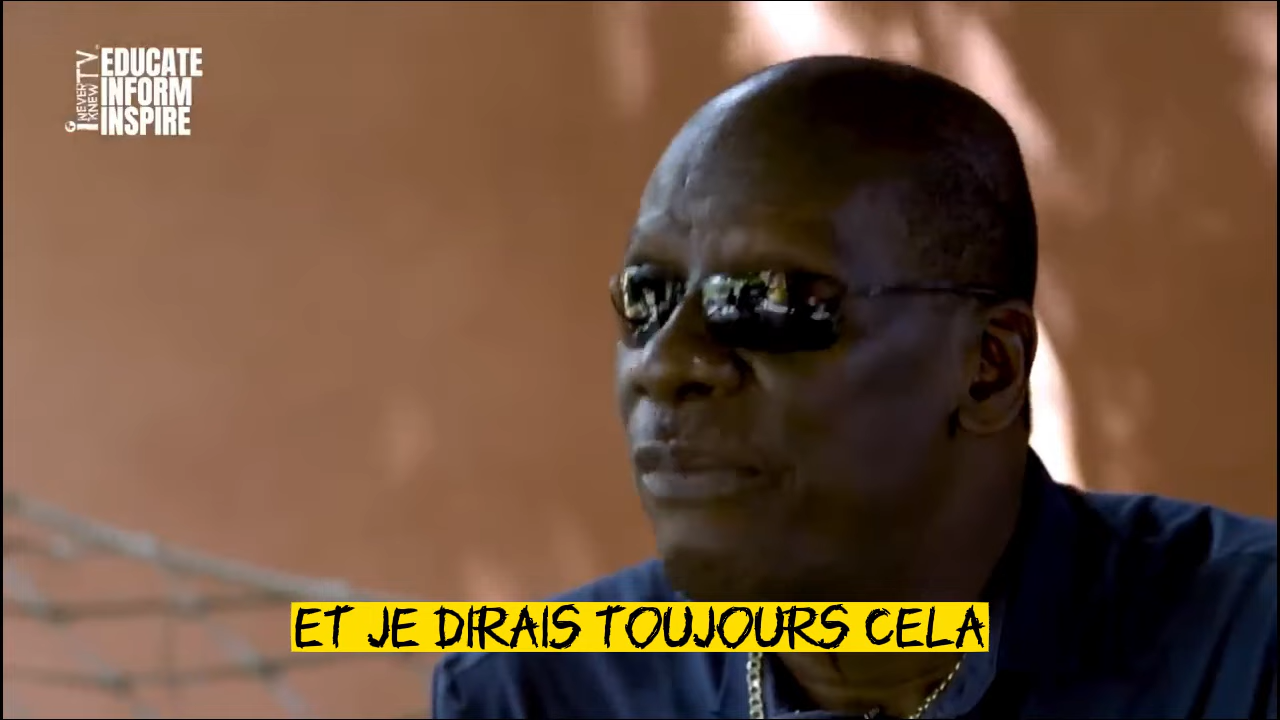 I NEVER KNEW TV
EDUCATE
INFORM
INSPIRE
ET JE DIRAIS TOUJOURS CELA